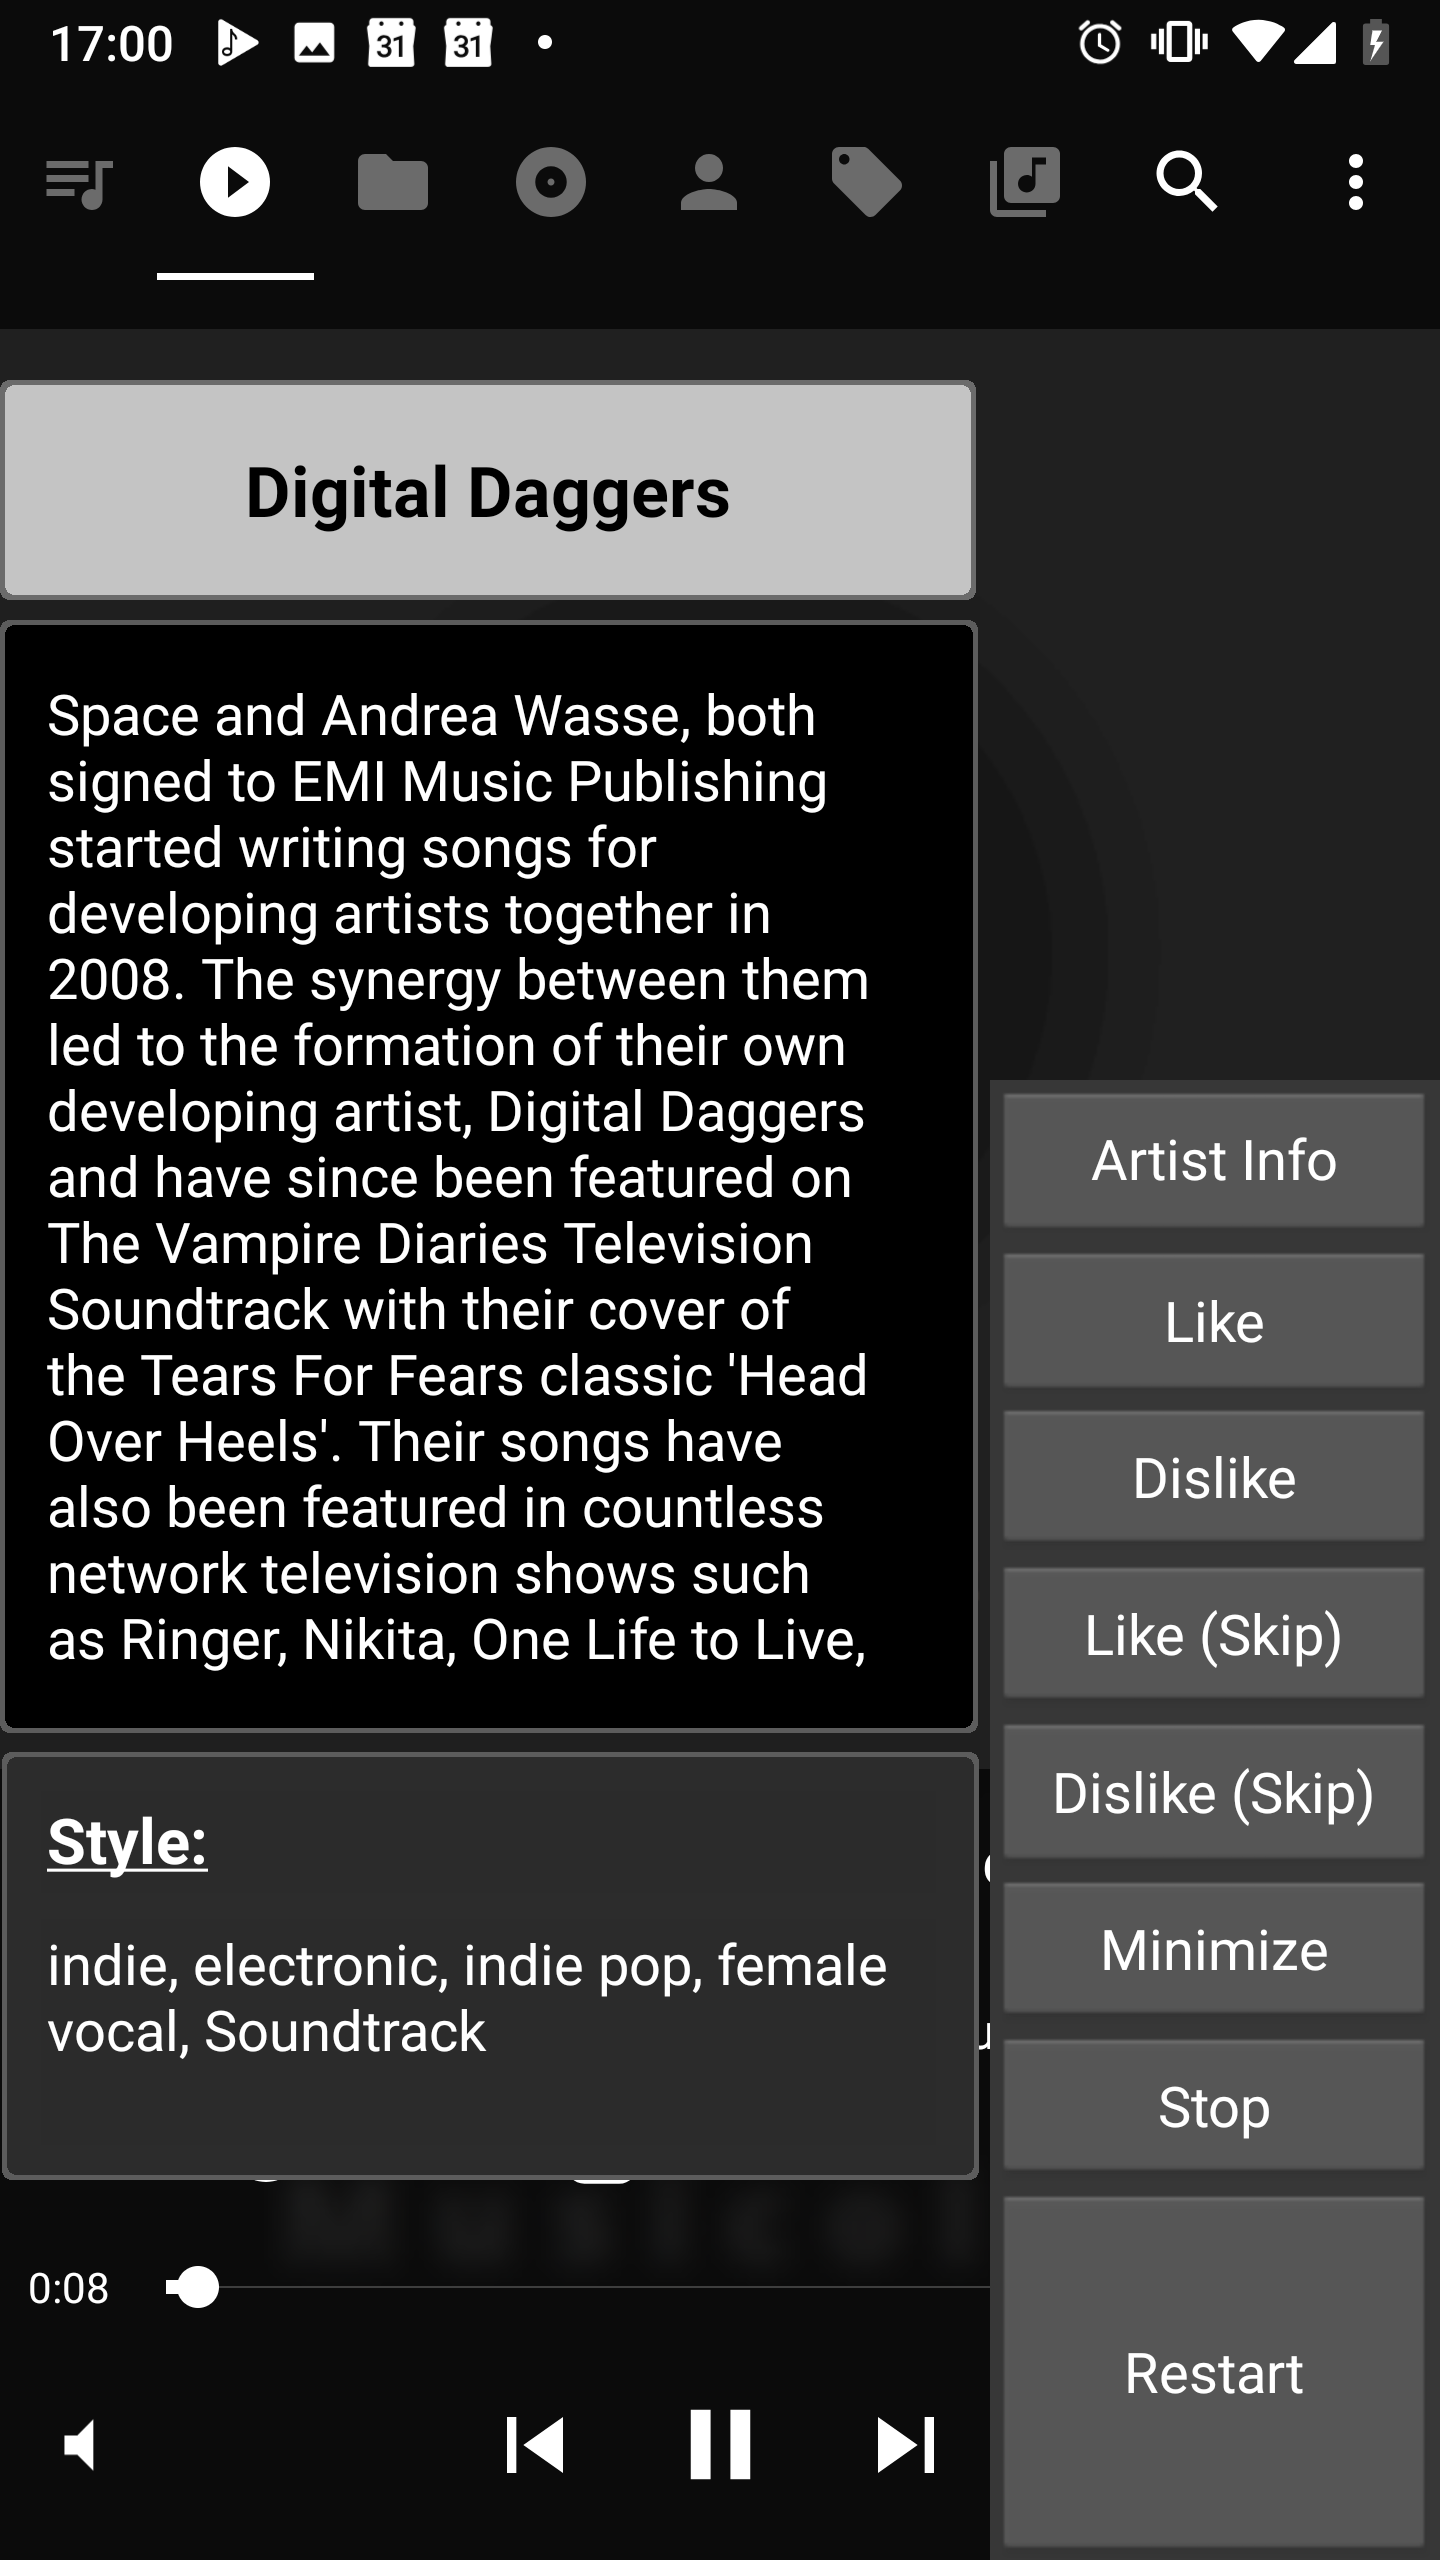 17:00
31
31
Digital Daggers
Space and Andrea Wasse, both
signed to EMI Music Publishing
started writing songs for
developing artists together in
2008. The synergy between them
led to the formation of their own
developing artist, Digital Daggers
and have since been featured on
The Vampire Diaries Television
Soundtrack with their cover of
the Tears For Fears classic 'Head
Over Heels'. Their songs have
also been featured in countless
network television shows such
as Ringer, Nikita, One Life to Live,
Style:
indie, electronic, indie pop, female
vocal, Soundtrack
Artist Info
Like
Dislike
Like (Skip)
Dislike (Skip)
Minimize
Stop
Restart
Musicol
0:08